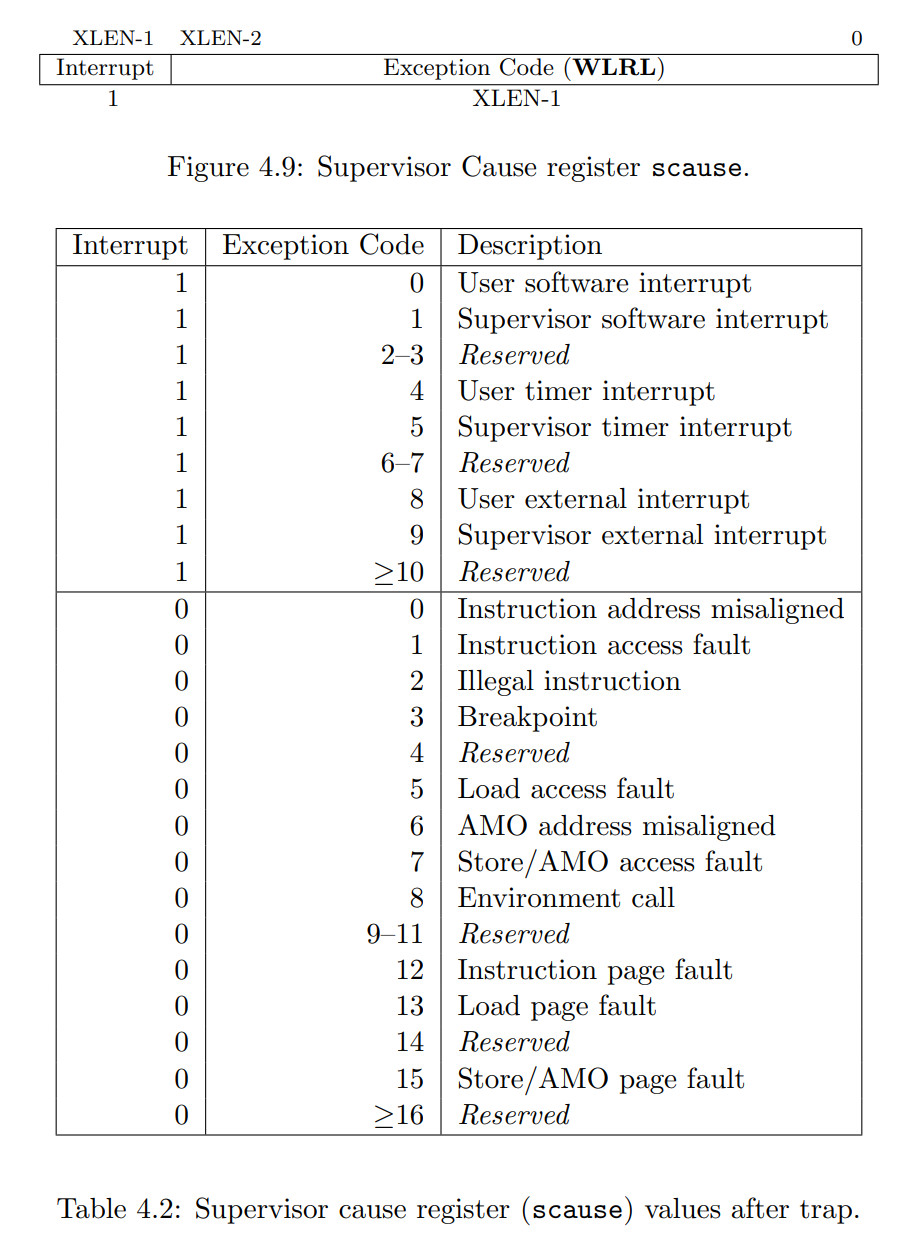 XLEN-1 XLEN-2 0
Interrupt Exception Code (WLRL)
1 XLEN-1
Figure 4.9: Supervisor Cause register scause.
Interrupt Exception Code Description
1 0 User software interrupt
1 1 Supervisor software interrupt
1 2–3 Reserved
1 4 User timer interrupt
1 5 Supervisor timer interrupt
1 6–7 Reserved
1 8 User external interrupt
1 9 Supervisor external interrupt
1 ≥10 Reserved
0 0 Instruction address misaligned
0 1 Instruction access fault
0 2 Illegal instruction
0 3 Breakpoint
0 4 Reserved
0 5 Load access fault
0 6 AMO address misaligned
0 7 Store/AMO access fault
0 8 Environment call
0 9–11 Reserved
0 12 Instruction page fault
0 13 Load page fault
0 14 Reserved
0 15 Store/AMO page fault
0 ≥16 Reserved
Table 4.2: Supervisor cause register (scause) values after trap.